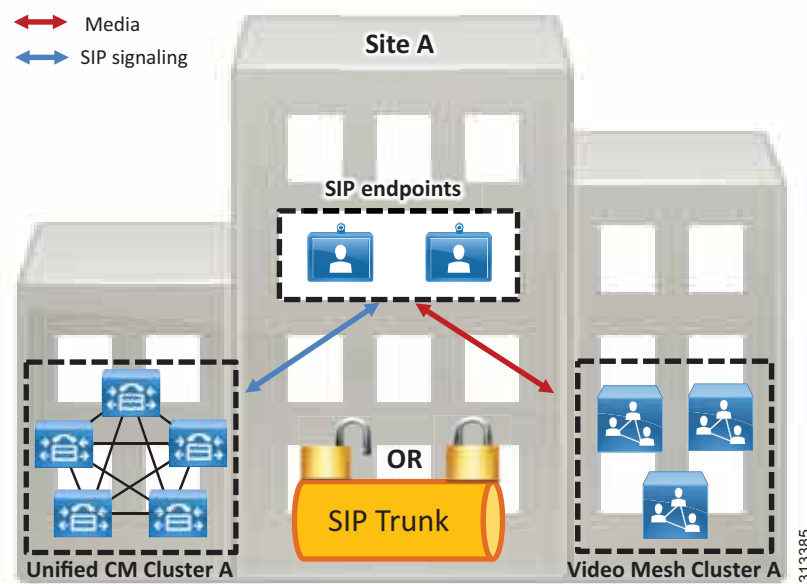 Media
SIP signaling
Site A
SIP endpoints
OR
SIP Trunk
Unified CM Cluster A
Video Mesh Cluster A
313385